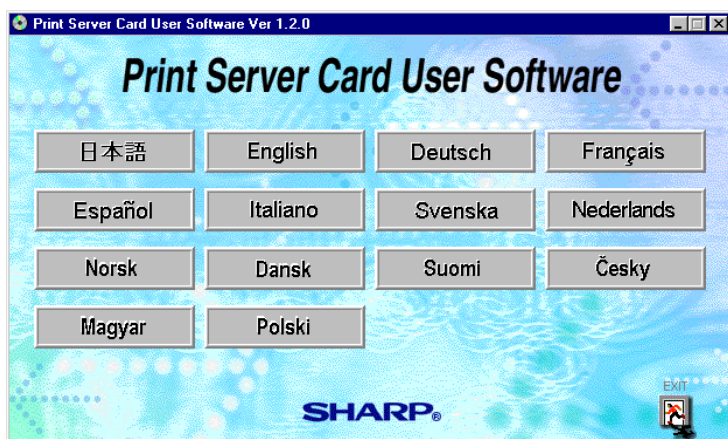 Print Server Card User Software Ver 1.2.0
Print Server Card User Software
日本語 English Deutsch Français
Español Italiano Svenska Nederlands
Norsk Dansk Suomi Česky
Magyar Polski
EXIT
SHARP®